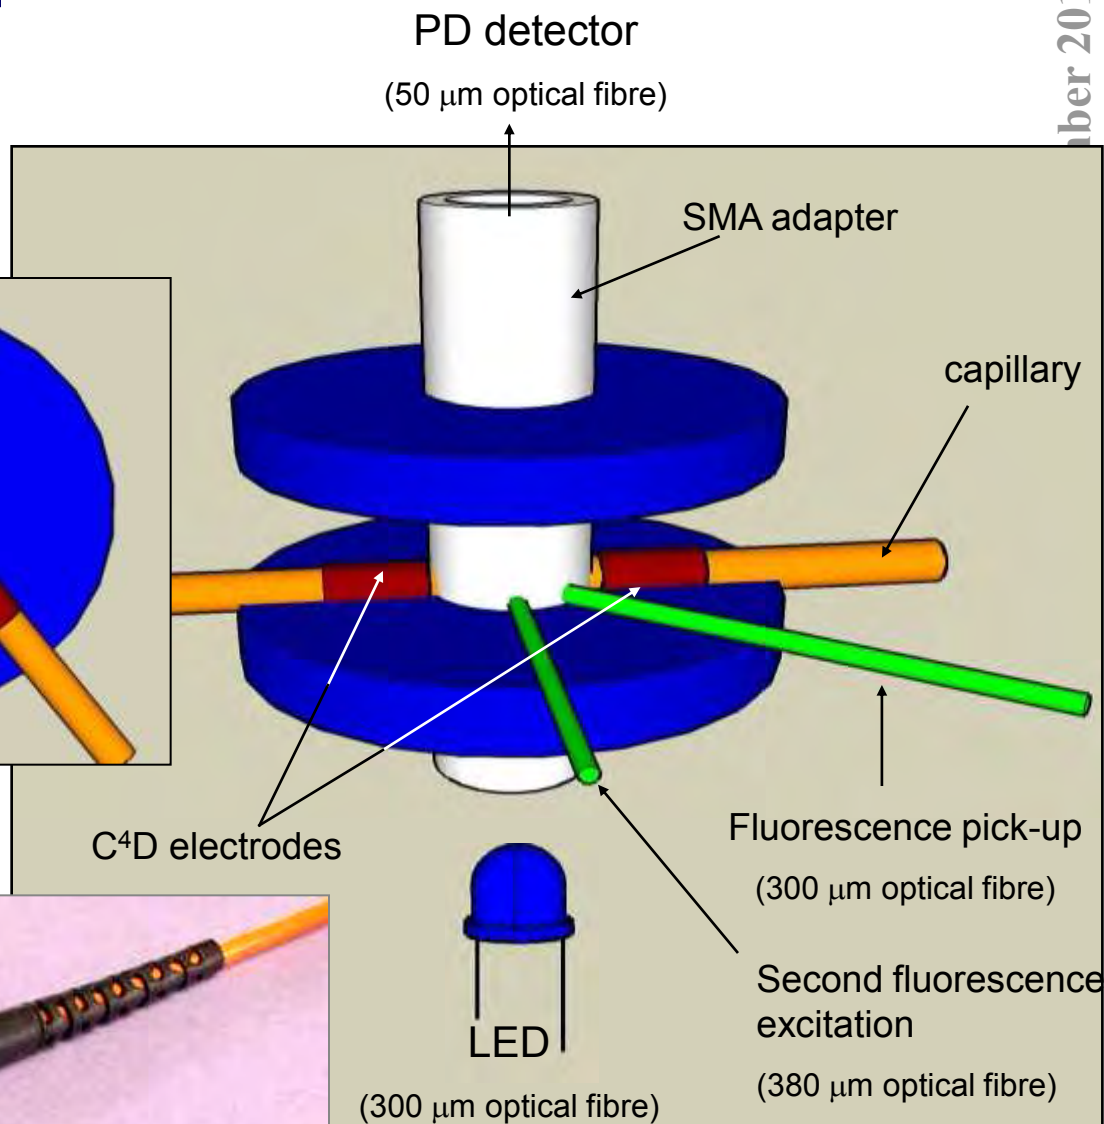 PD detector
(50 μm optical fibre)
SMA adapter
capillary
C⁴D electrodes
Fluorescence pick-up
(300 μm optical fibre)
Second fluorescence
excitation
(380 μm optical fibre)
LED
(300 μm optical fibre)